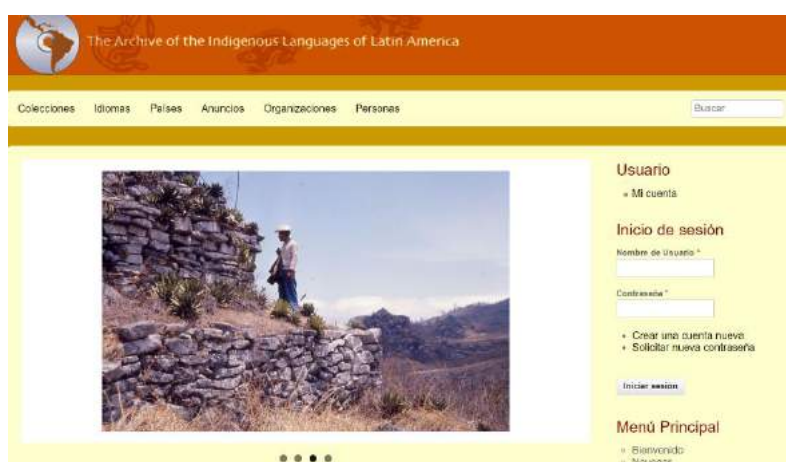 The Archive of the Indigenous Languages of Latin America
Colecciones Idiomas Países Anuncios Organizaciones Personas Buscar
Usuario
Mi cuenta
Inicio de sesión
Nombre de Usuario *
Contraseña *
Crear una cuenta nueva
Solicitar nueva contraseña
Iniciar sesión
Menú Principal
Bienvenido